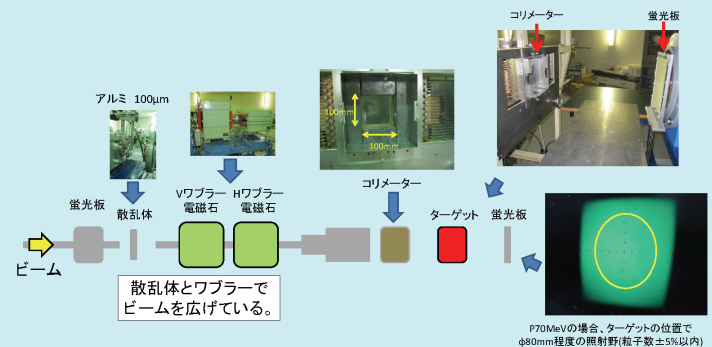 コリメーター
蛍光板
アルミ 100μm
100mm
100mm
コリメーター
Vワブラー
電磁石
Hワブラー
電磁石
蛍光板
散乱体
ターゲット
蛍光板
ビーム
散乱体とワブラーで
ビームを広げている。
P70MeVの場合、ターゲットの位置で
φ80mm程度の照射野(粒子数±5%以内)